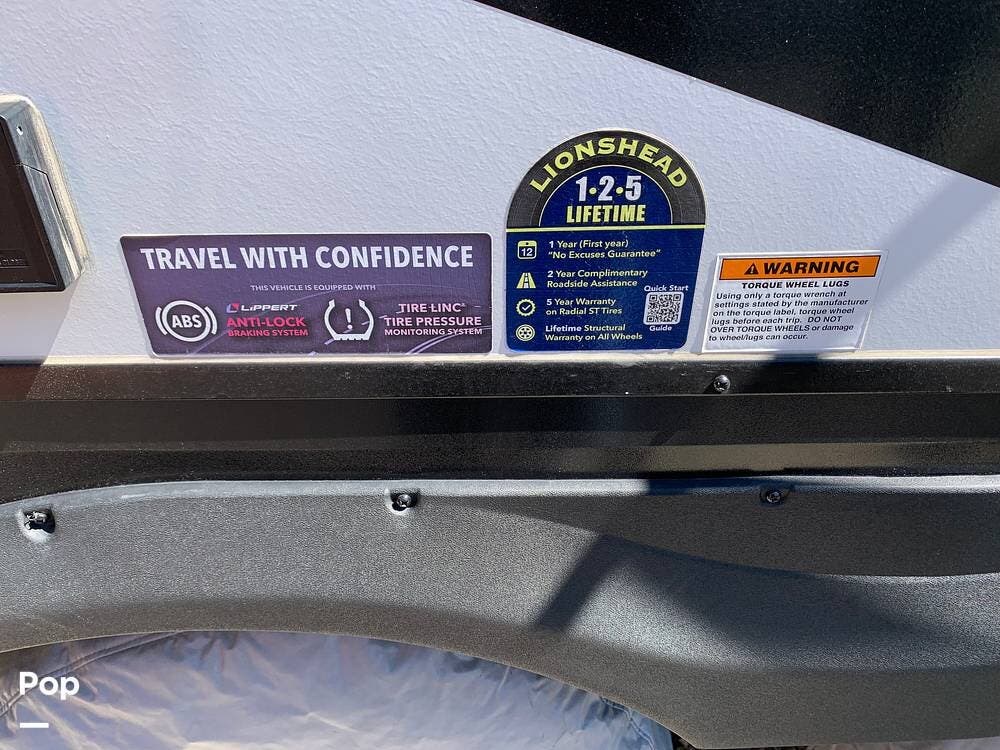 TRAVEL WITH CONFIDENCE
THIS VEHICLE IS EQUIPPED WITH
ABS
LIPPERT
ANTI-LOCK
BRAKING SYSTEM
TIRE-LINC
TIRE PRESSURE
MONITORING SYSTEM
LIONSHEAD
1•2•5
LIFETIME
12
1 Year (First year)
"No Excuses Guarantee"
2 Year Complimentary
Roadside Assistance
5 Year Warranty
on Radial ST Tires
Lifetime Structural
Warranty on All Wheels
Quick Start
Guide
WARNING
TORQUE WHEEL LUGS
Using only a torque wrench at
settings stated by the manufacturer
on the torque label, torque wheel
lugs before each trip. DO NOT
OVER TORQUE WHEELS or damage
to wheel/lugs can occur.
Pop